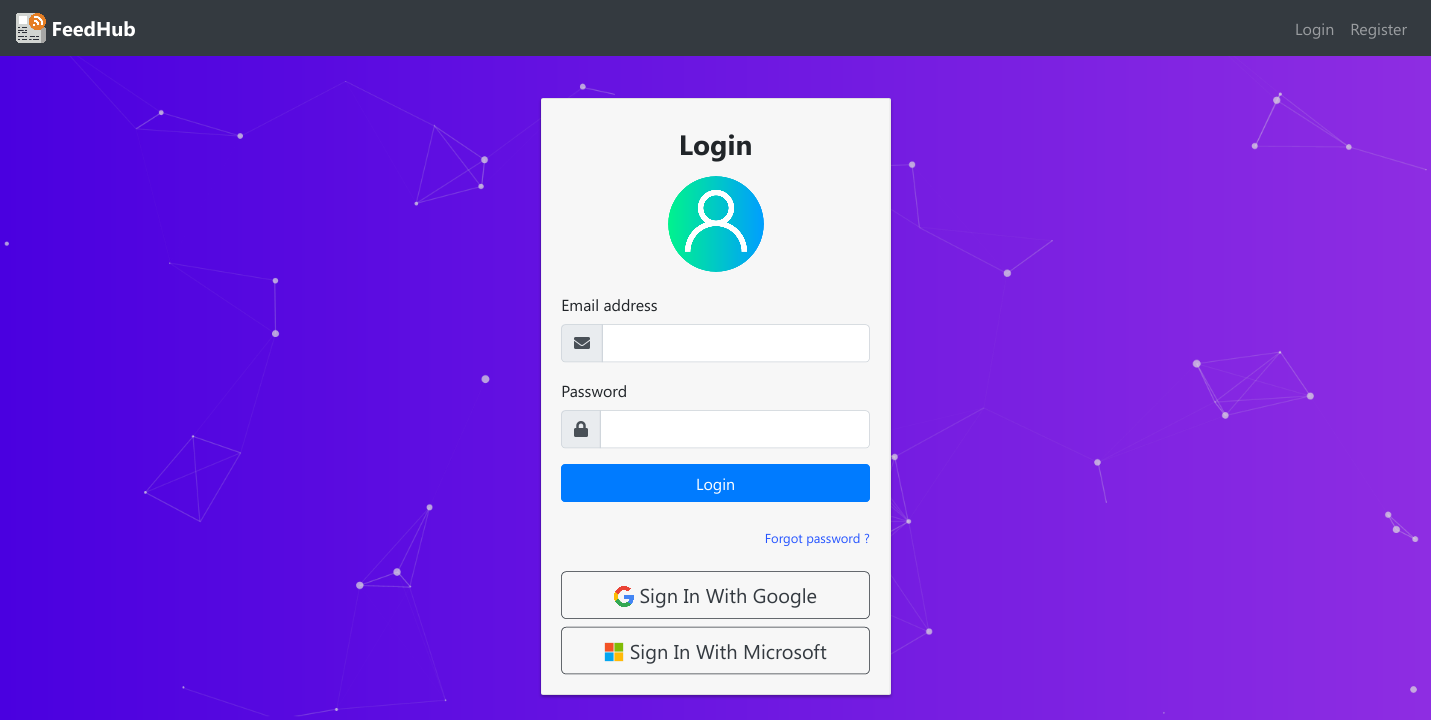 FeedHub
Login
Register
Login
Email address
Password
Login
Forgot password ?
Sign In With Google
Sign In With Microsoft